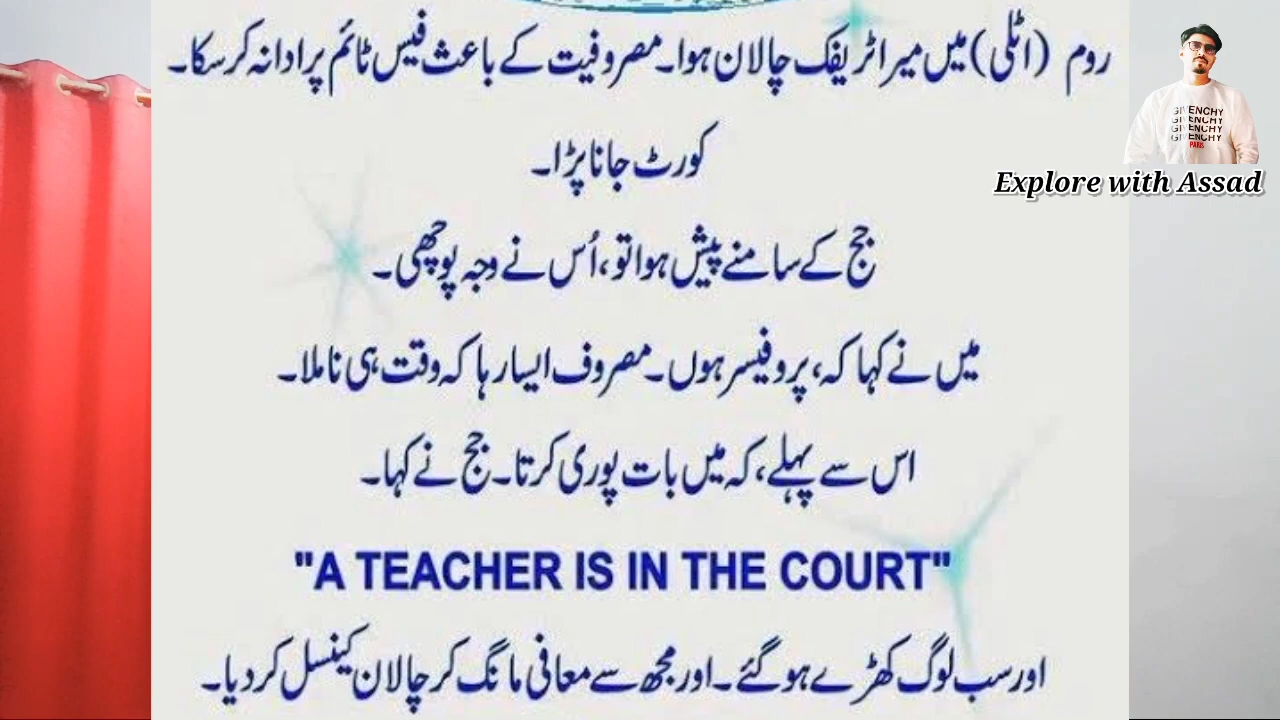 روم (اٹلی) میں میرا ٹریفک چالان ہوا۔ مصروفیت کے باعث فیس ٹائم پر ادا نہ کر سکا۔
کورٹ جانا پڑا۔
جج کے سامنے پیش ہوا تو، اُس نے وجہ پوچھی۔
میں نے کہا کہ، پروفیسر ہوں۔ مصروف ایسا رہا کہ وقت ہی نا ملا۔
اس سے پہلے، کہ میں بات پوری کرتا۔ جج نے کہا۔
"A TEACHER IS IN THE COURT"
اور سب لوگ کھڑے ہو گئے۔ اور مجھ سے معافی مانگ کر چالان کینسل کر دیا۔
GIVENCHY
GIVENCHY
GIVENCHY
GIVENCHY
PARIS
Explore with Assad